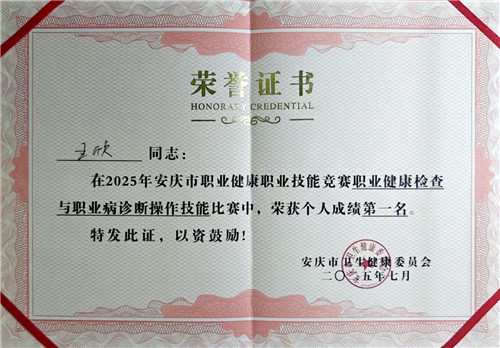 荣誉证书
HONORARY CREDENTIAL
王欣 同志:
在2025年安庆市职业健康职业技能竞赛职业健康检查
与职业病诊断操作技能比赛中,荣获个人成绩第一名。
特发此证,以资鼓励!
安庆市卫生健康委员会
二〇二五年七月